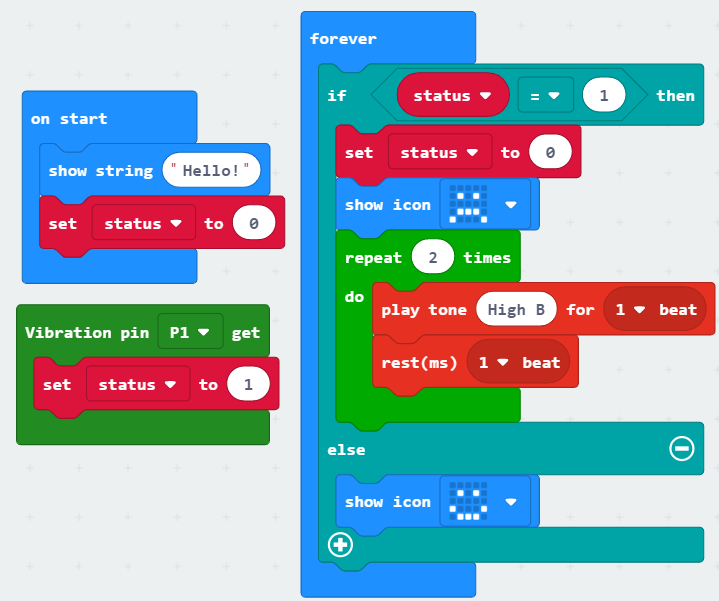 on start
show string "Hello!"
set status to 0
Vibration pin P1 get
set status to 1
forever
if status = 1 then
set status to 0
show icon
repeat 2 times
do
play tone High B for 1 beat
rest(ms) 1 beat
else
show icon